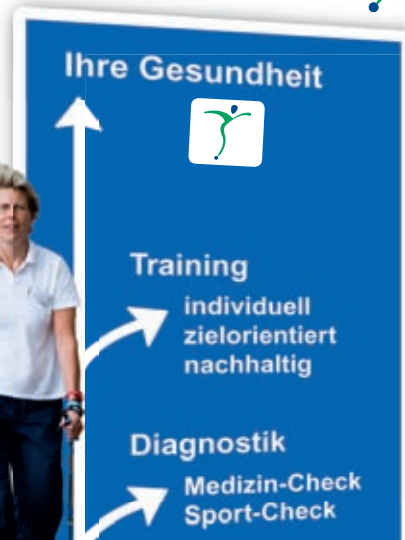 Ihre Gesundheit
Training
individuell
zielorientiert
nachhaltig
Diagnostik
Medizin-Check
Sport-Check